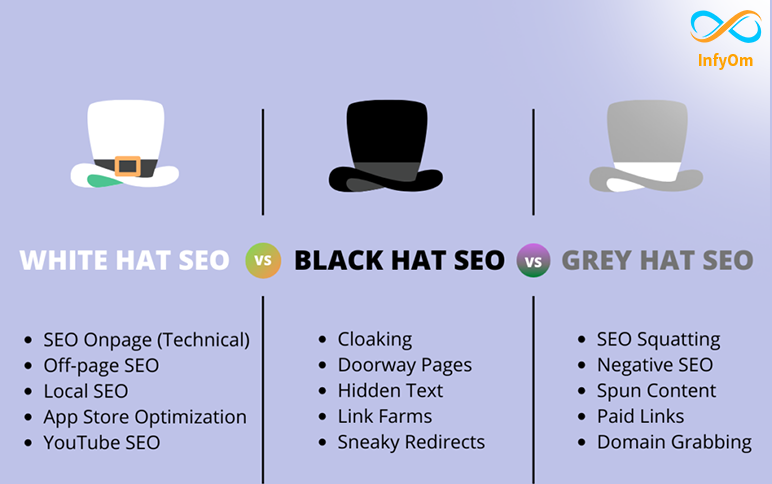 InfyOm
WHITE HAT SEO
VS
BLACK HAT SEO
VS
GREY HAT SEO
SEO Onpage (Technical)
Off-page SEO
Local SEO
App Store Optimization
YouTube SEO
Cloaking
Doorway Pages
Hidden Text
Link Farms
Sneaky Redirects
SEO Squatting
Negative SEO
Spun Content
Paid Links
Domain Grabbing